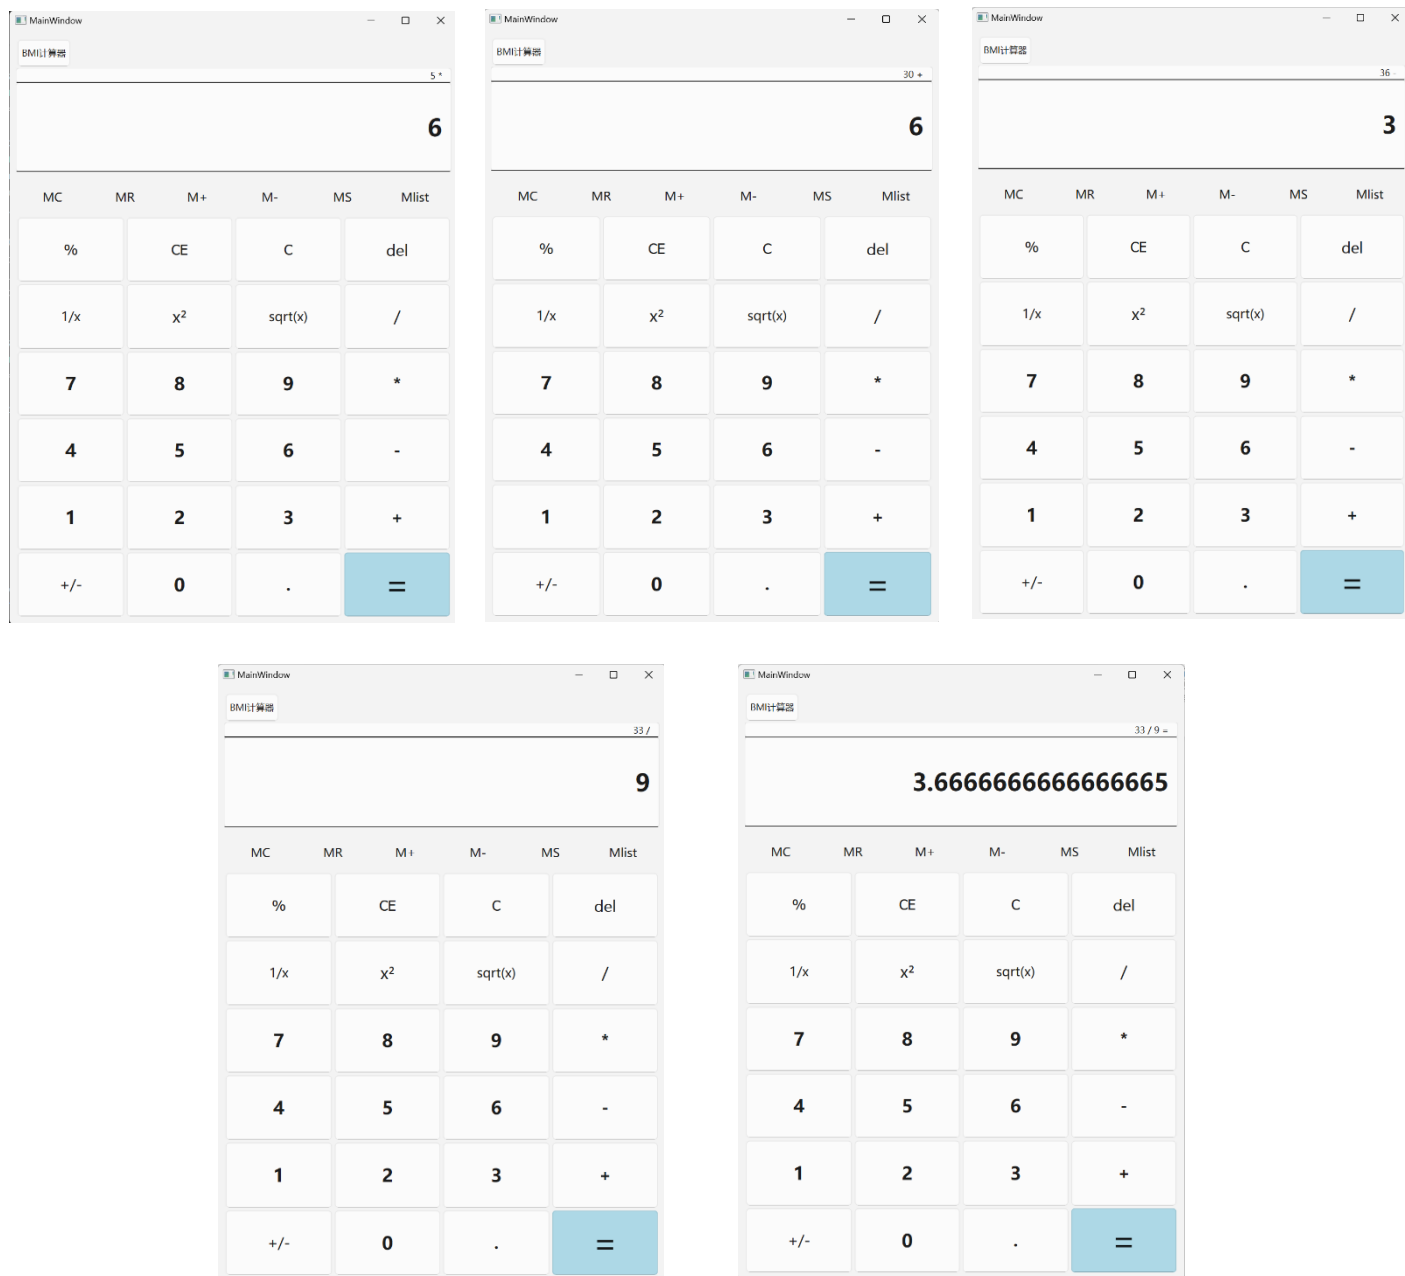 MainWindow
BMI计算器
5 *
6
MC MR M+ M- MS Mlist
% CE C del
1/x x² sqrt(x) /
7 8 9 *
4 5 6 -
1 2 3 +
+/- 0 . =
MainWindow
BMI计算器
30 +
6
MC MR M+ M- MS Mlist
% CE C del
1/x x² sqrt(x) /
7 8 9 *
4 5 6 -
1 2 3 +
+/- 0 . =
MainWindow
BMI计算器
36 -
3
MC MR M+ M- MS Mlist
% CE C del
1/x x² sqrt(x) /
7 8 9 *
4 5 6 -
1 2 3 +
+/- 0 . =
MainWindow
BMI计算器
33 /
9
MC MR M+ M- MS Mlist
% CE C del
1/x x² sqrt(x) /
7 8 9 *
4 5 6 -
1 2 3 +
+/- 0 . =
MainWindow
BMI计算器
33 / 9 =
3.6666666666666665
MC MR M+ M- MS Mlist
% CE C del
1/x x² sqrt(x) /
7 8 9 *
4 5 6 -
1 2 3 +
+/- 0 . =